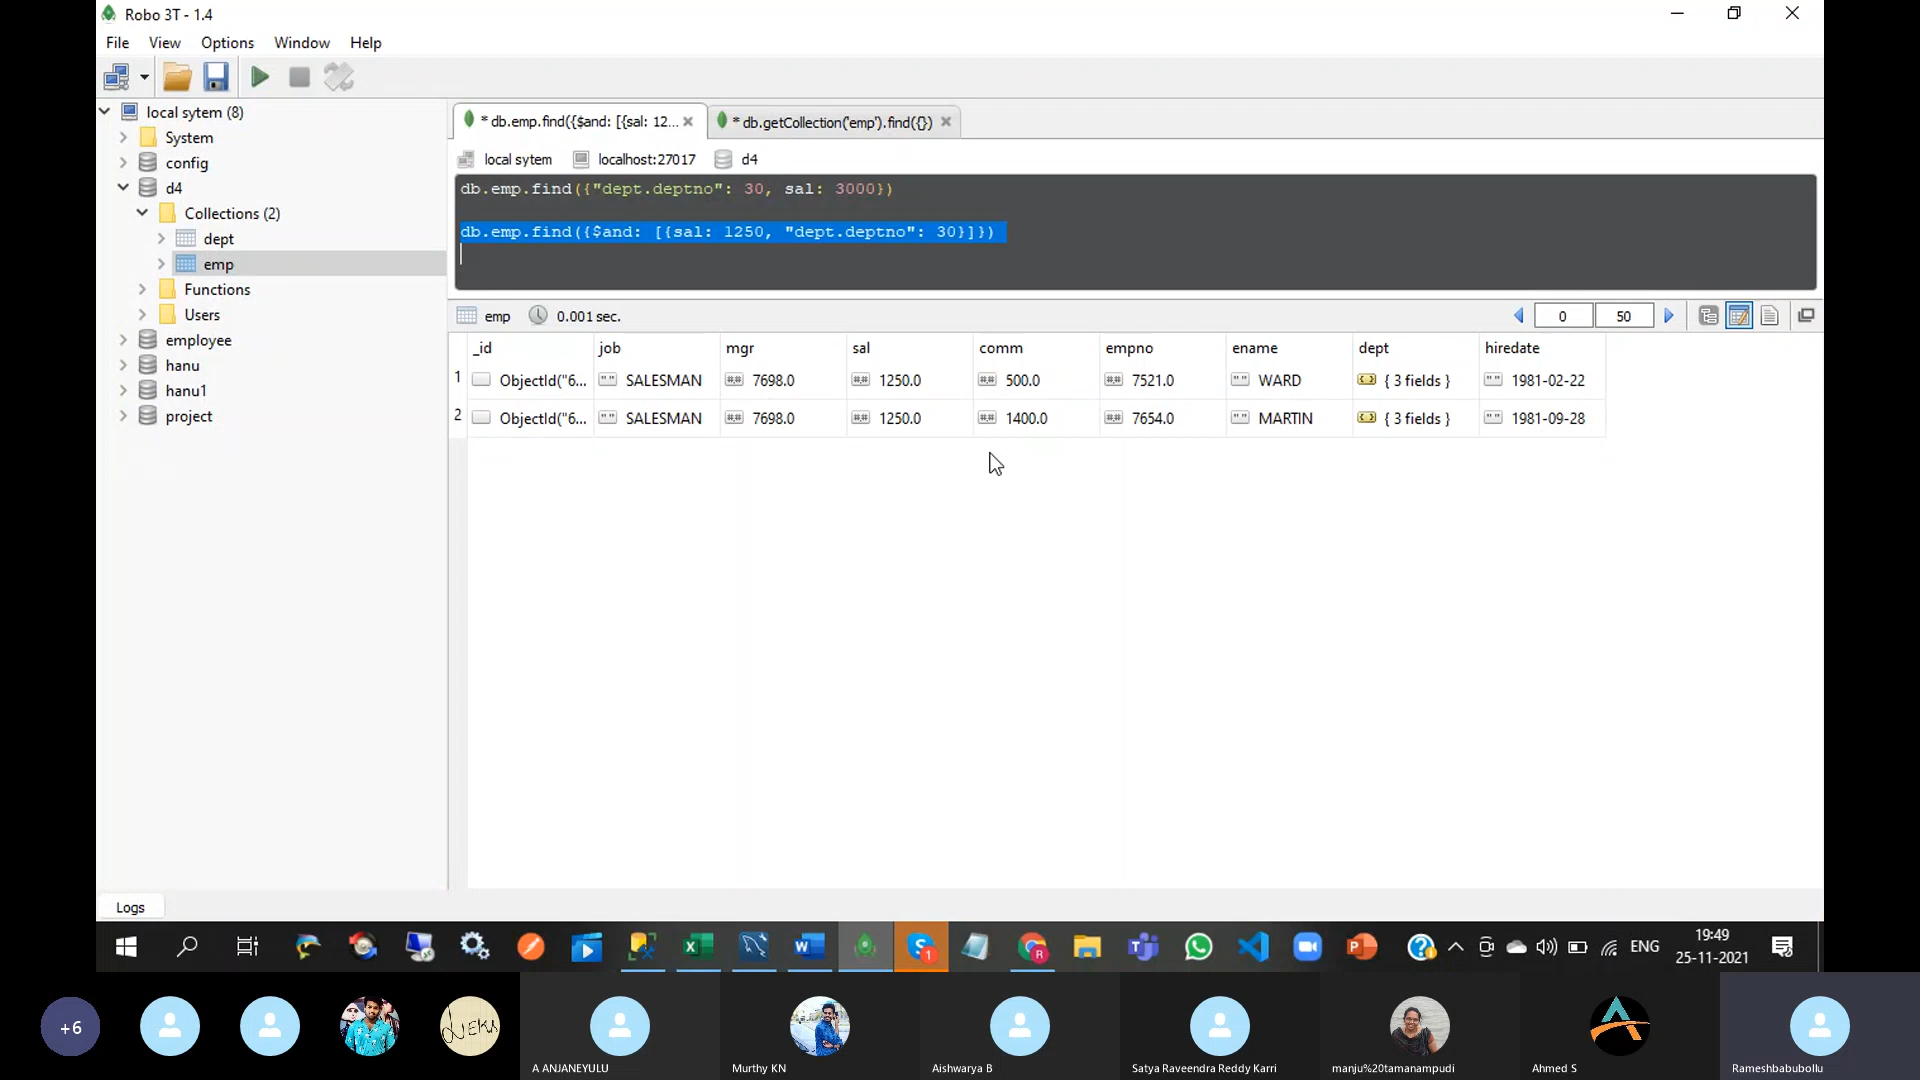 Robo 3T - 1.4
File View Options Window Help
local sytem (8)
System
config
d4
Collections (2)
dept
emp
Functions
Users
employee
hanu
hanu1
project
* db.emp.find({$and: [{sal: 12... * db.getCollection('emp').find({})
local sytem localhost:27017 d4
db.emp.find({"dept.deptno": 30, sal: 3000})
db.emp.find({$and: [{sal: 1250, "dept.deptno": 30}]})
emp 0.001 sec. 0 50
_id job mgr sal comm empno ename dept hiredate
1 ObjectId("6... SALESMAN 7698.0 1250.0 500.0 7521.0 WARD { 3 fields } 1981-02-22
2 ObjectId("6... SALESMAN 7698.0 1250.0 1400.0 7654.0 MARTIN { 3 fields } 1981-09-28
Logs
ENG 19:49
25-11-2021
+6
A ANJANEYULU Murthy KN Aishwarya B Satya Raveendra Reddy Karri manju%20tamanampudi Ahmed S Rameshbabubollu